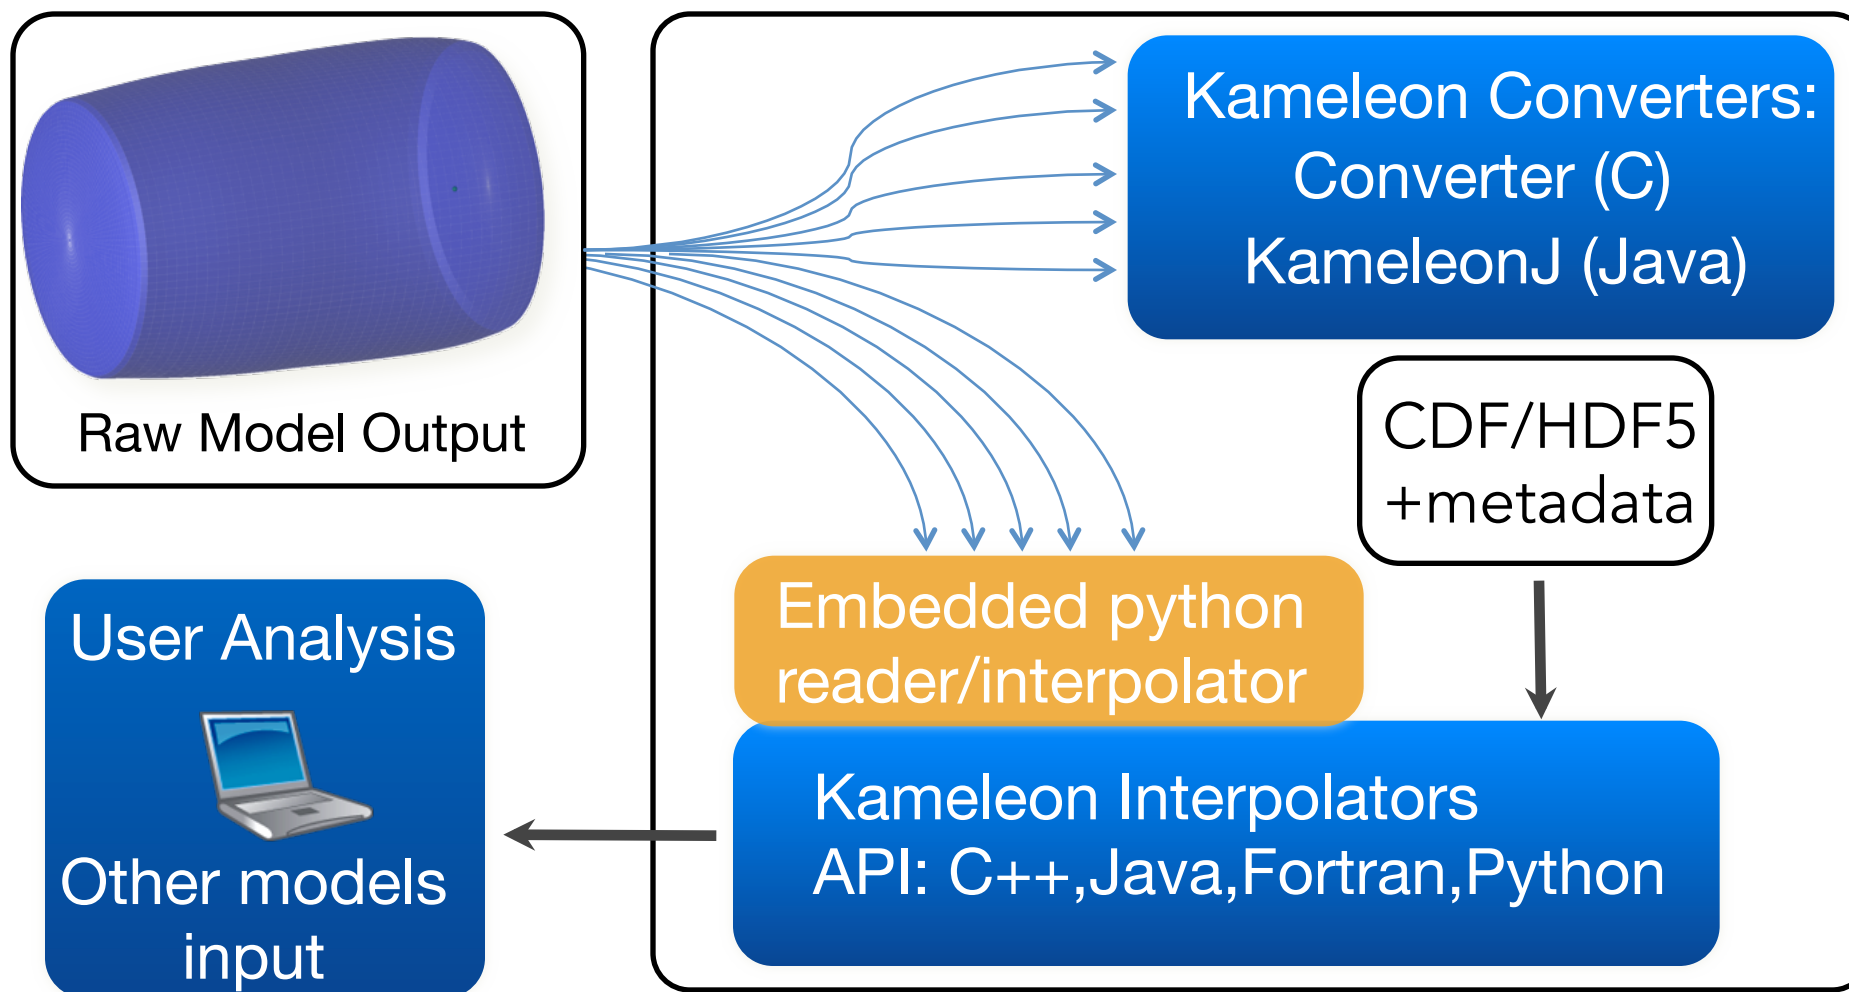 Raw Model Output
Kameleon Converters:
Converter (C)
KameleonJ (Java)
CDF/HDF5
+metadata
Embedded python
reader/interpolator
Kameleon Interpolators
API: C++,Java,Fortran,Python
User Analysis
Other models
input